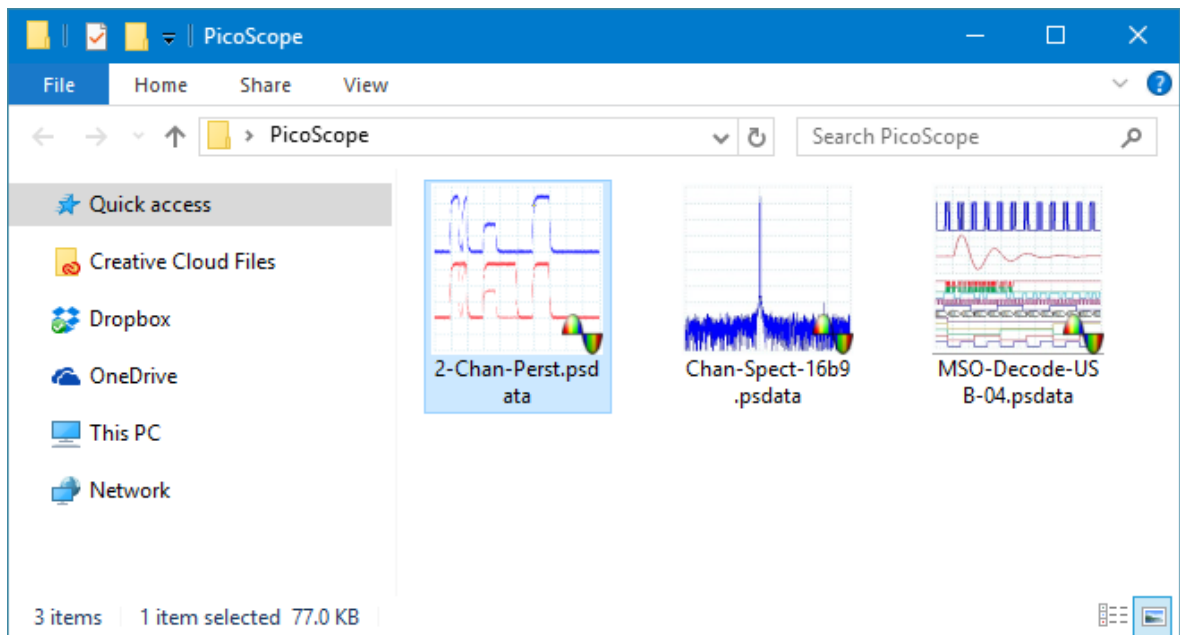 PicoScope
File Home Share View
PicoScope
Search PicoScope
Quick access
Creative Cloud Files
Dropbox
OneDrive
This PC
Network
2-Chan-Perst.psd
ata
Chan-Spect-16b9
.psdata
MSO-Decode-US
B-04.psdata
3 items 1 item selected 77.0 KB